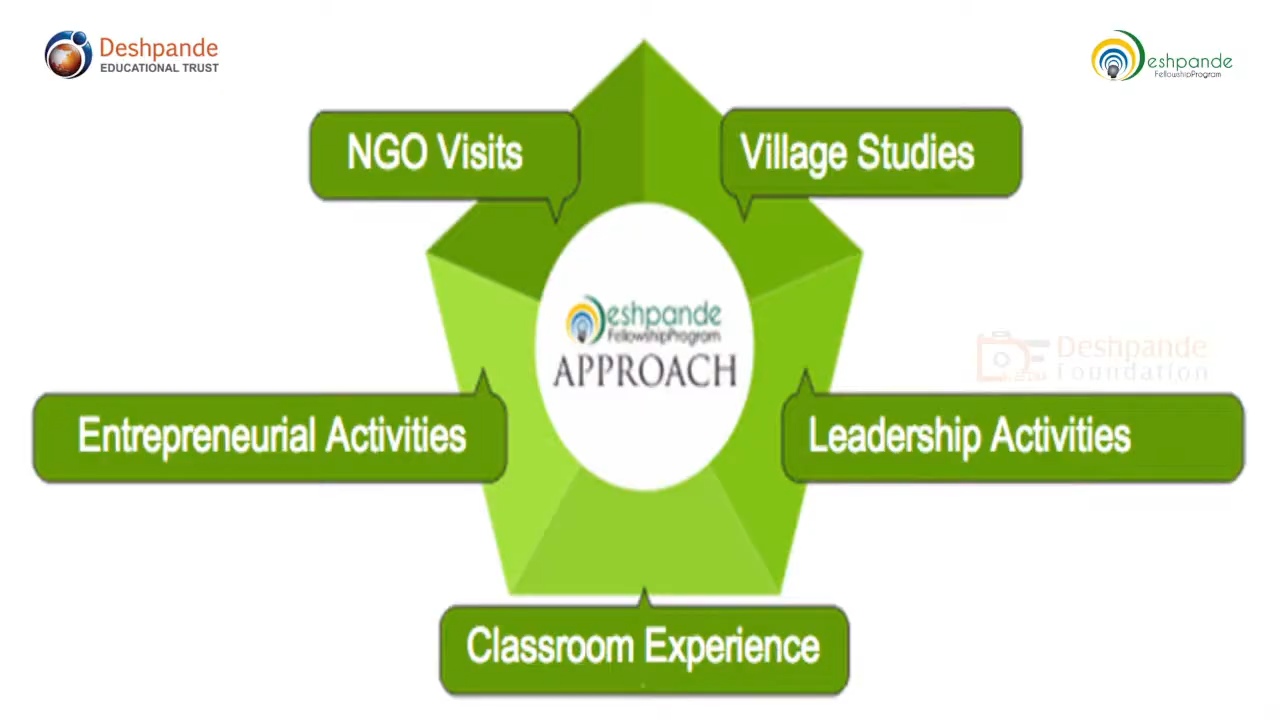 Deshpande
EDUCATIONAL TRUST
eshpande
FellowshipProgram
NGO Visits
Village Studies
eshpande
FellowshipProgram
APPROACH
Deshpande
Foundation
Entrepreneurial Activities
Leadership Activities
Classroom Experience